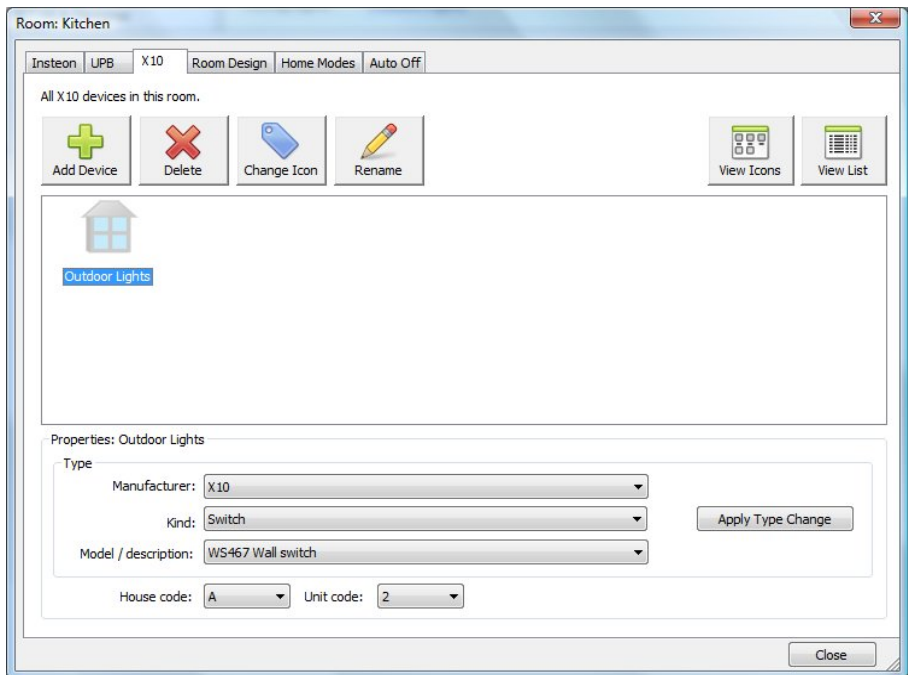 Room: Kitchen
Insteon UPB X10 Room Design Home Modes Auto Off
All X10 devices in this room.
Add Device Delete Change Icon Rename View Icons View List
Outdoor Lights
Properties: Outdoor Lights
Type
Manufacturer: X10
Kind: Switch Apply Type Change
Model / description: WS467 Wall switch
House code: A Unit code: 2
Close